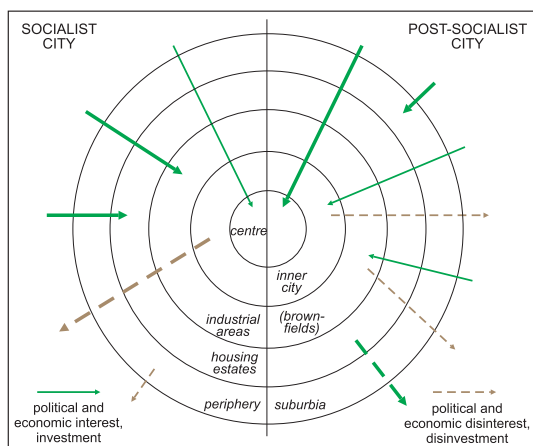 SOCIALIST
CITY
POST-SOCIALIST
CITY
centre
inner
city
industrial
areas
(brown-
fields)
housing
estates
periphery
suburbia
political and
economic interest,
investment
political and
economic disinterest,
disinvestment